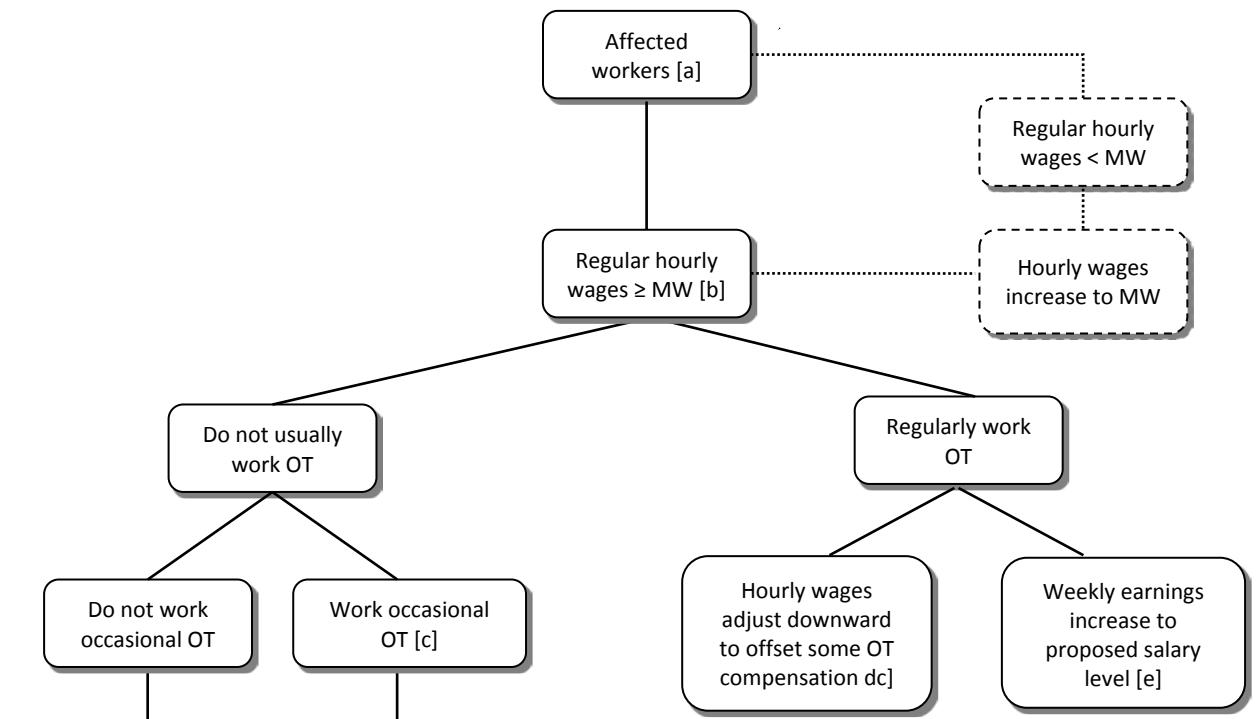 Affected
workers [a]
Regular hourly
wages < MW
Regular hourly
wages ≥ MW [b]
Hourly wages
increase to MW
Do not usually
work OT
Regularly work
OT
Do not work
occasional OT
Work occasional
OT [c]
Hourly wages
adjust downward
to offset some OT
compensation dc]
Weekly earnings
increase to
proposed salary
level [e]